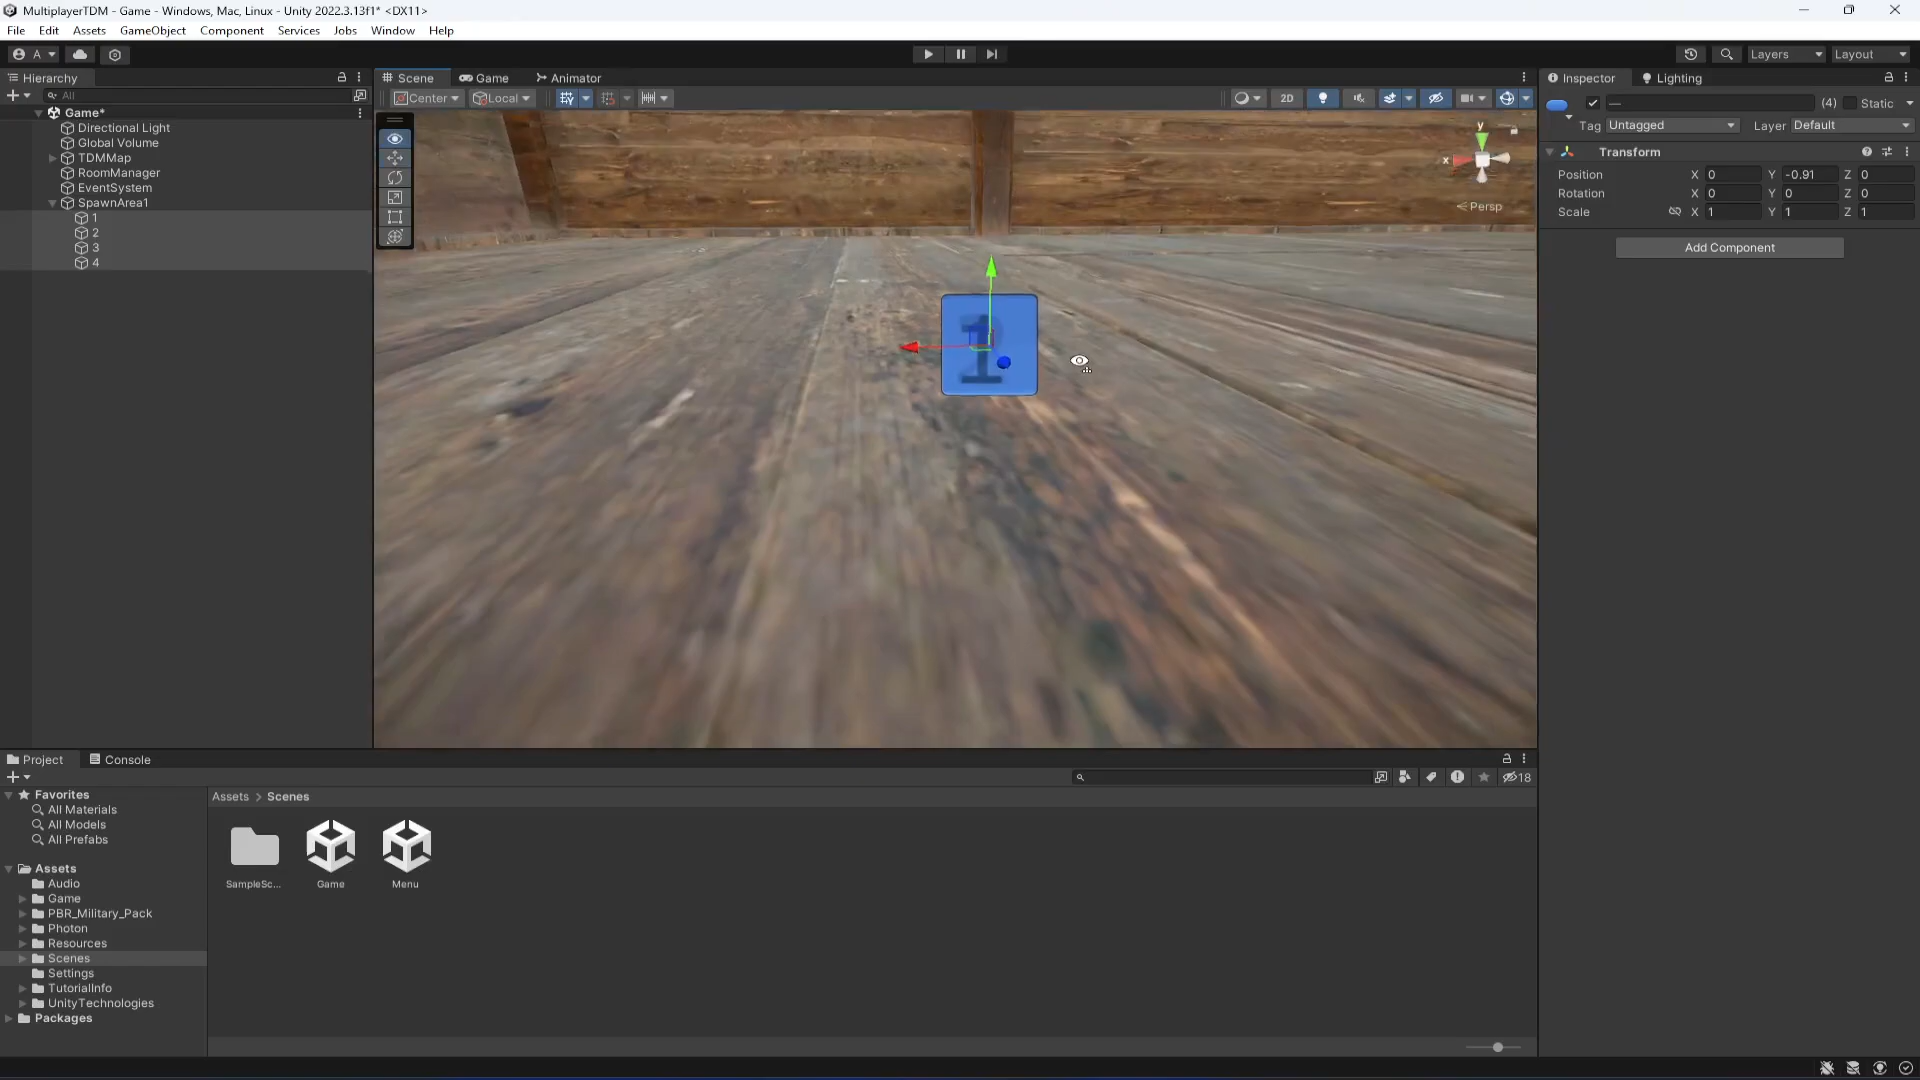 MultiplayerTDM - Game - Windows, Mac, Linux - Unity 2022.3.13f1* <DX11>
File Edit Assets GameObject Component Services Jobs Window Help
A Layers Layout
Hierarchy Scene Game Animator Inspector Lighting
All Center Local 2D — (4) Static
Game* Tag Untagged Layer Default
Directional Light
Global Volume
TDMMap
RoomManager
EventSystem
SpawnArea1
1
2
3
4
y
x
Persp
1
Transform
Position X 0 Y -0.91 Z 0
Rotation X 0 Y 0 Z 0
Scale X 1 Y 1 Z 1
Add Component
Project Console
18
Favorites
All Materials
All Models
All Prefabs
Assets
Audio
Game
PBR_Military_Pack
Photon
Resources
Scenes
Settings
TutorialInfo
UnityTechnologies
Packages
Assets > Scenes
SampleSc... Game Menu